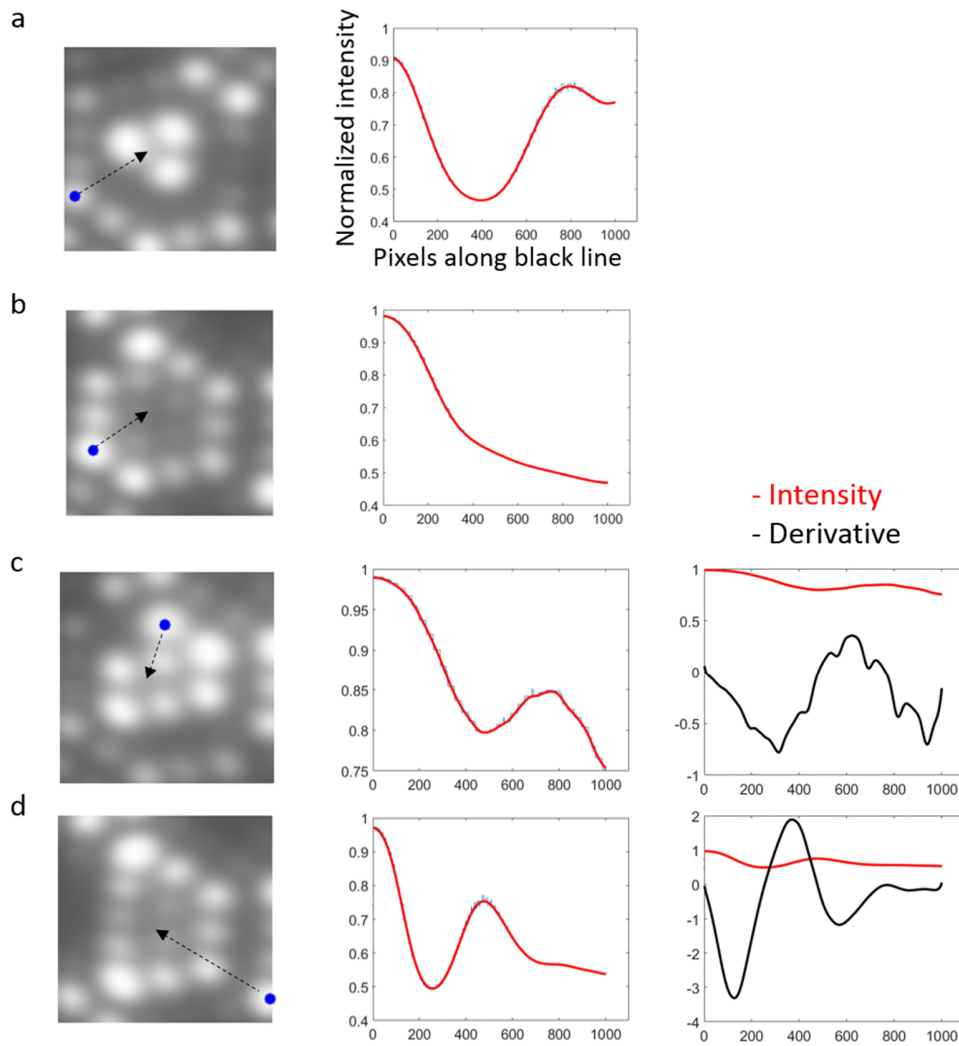 a
Normalized intensity
1
0.9
0.8
0.7
0.6
0.5
0.4
0 200 400 600 800 1000
Pixels along black line
b
1
0.9
0.8
0.7
0.6
0.5
0.4
0 200 400 600 800 1000
- Intensity
- Derivative
c
1
0.95
0.9
0.85
0.8
0.75
0 200 400 600 800 1000
1
0.5
0
-0.5
-1
0 200 400 600 800 1000
d
1
0.9
0.8
0.7
0.6
0.5
0.4
0 200 400 600 800 1000
2
1
0
-1
-2
-3
-4
0 200 400 600 800 1000